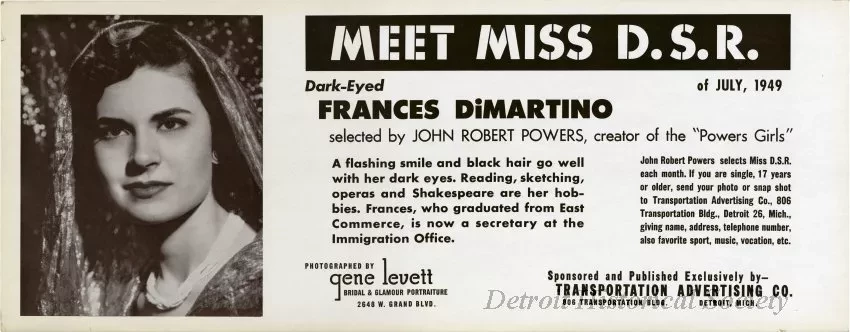 MEET MISS D.S.R.
Dark-Eyed
of JULY, 1949
FRANCES DiMARTINO
selected by JOHN ROBERT POWERS, creator of the "Powers Girls"
A flashing smile and black hair go well
with her dark eyes. Reading, sketching,
operas and Shakespeare are her hob-
bies. Frances, who graduated from East
Commerce, is now a secretary at the
Immigration Office.
John Robert Powers selects Miss D.S.R.
each month. If you are single, 17 years
or older, send your photo or snap shot
to Transportation Advertising Co., 806
Transportation Bldg., Detroit 26, Mich.,
giving name, address, telephone number,
also favorite sport, music, vocation, etc.
PHOTOGRAPHED BY
gene levett
BRIDAL & GLAMOUR PORTRAITURE
2648 W. GRAND BLVD.
Sponsored and Published Exclusively by—
TRANSPORTATION ADVERTISING CO.
806 TRANSPORTATION BLDG. DETROIT, MICH.
Detroit Historical Society